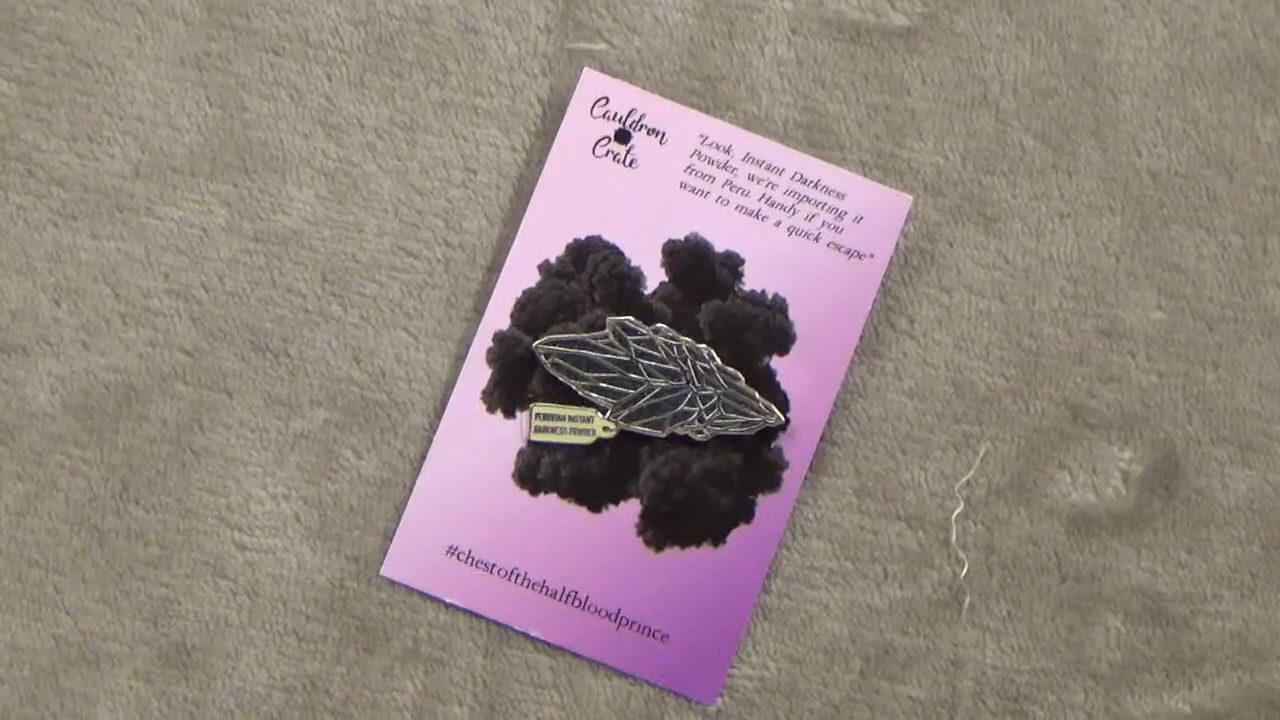 Cauldron
Crate
"Look, Instant Darkness
Powder, we're importing it
from Peru. Handy if you
want to make a quick escape"
PERUVIAN INSTANT
DARKNESS POWDER
#chestofthehalfbloodprince